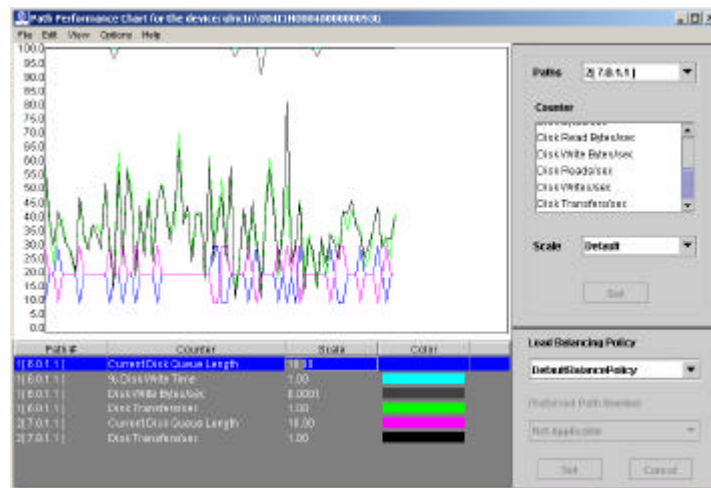 Path Performance Chart for the device:
File Edit View Options Help
100.0
95.0
90.0
85.0
80.0
75.0
70.0
65.0
60.0
55.0
50.0
45.0
40.0
35.0
30.0
25.0
20.0
15.0
10.0
5.0
0.0
Paths 2[ 7.0.1.1 ]
Counter
Disk Read Bytes/sec
Disk Write Bytes/sec
Disk Reads/sec
Disk Writes/sec
Disk Transfers/sec
Scale Default
Set
Path # Counter Scale Color
Current Disk Queue Length
1[ 6.0.1.1 ] % Disk Write Time 1.00
1[ 6.0.1.1 ] Disk Write Bytes/sec 0.0001
1[ 6.0.1.1 ] Disk Transfers/sec 1.00
2[ 7.0.1.1 ] Current Disk Queue Length 10.00
2[ 7.0.1.1 ] Disk Transfers/sec 1.00
Load Balancing Policy
DefaultBalancePolicy
Preferred Path Number
Not Applicable
Set Cancel